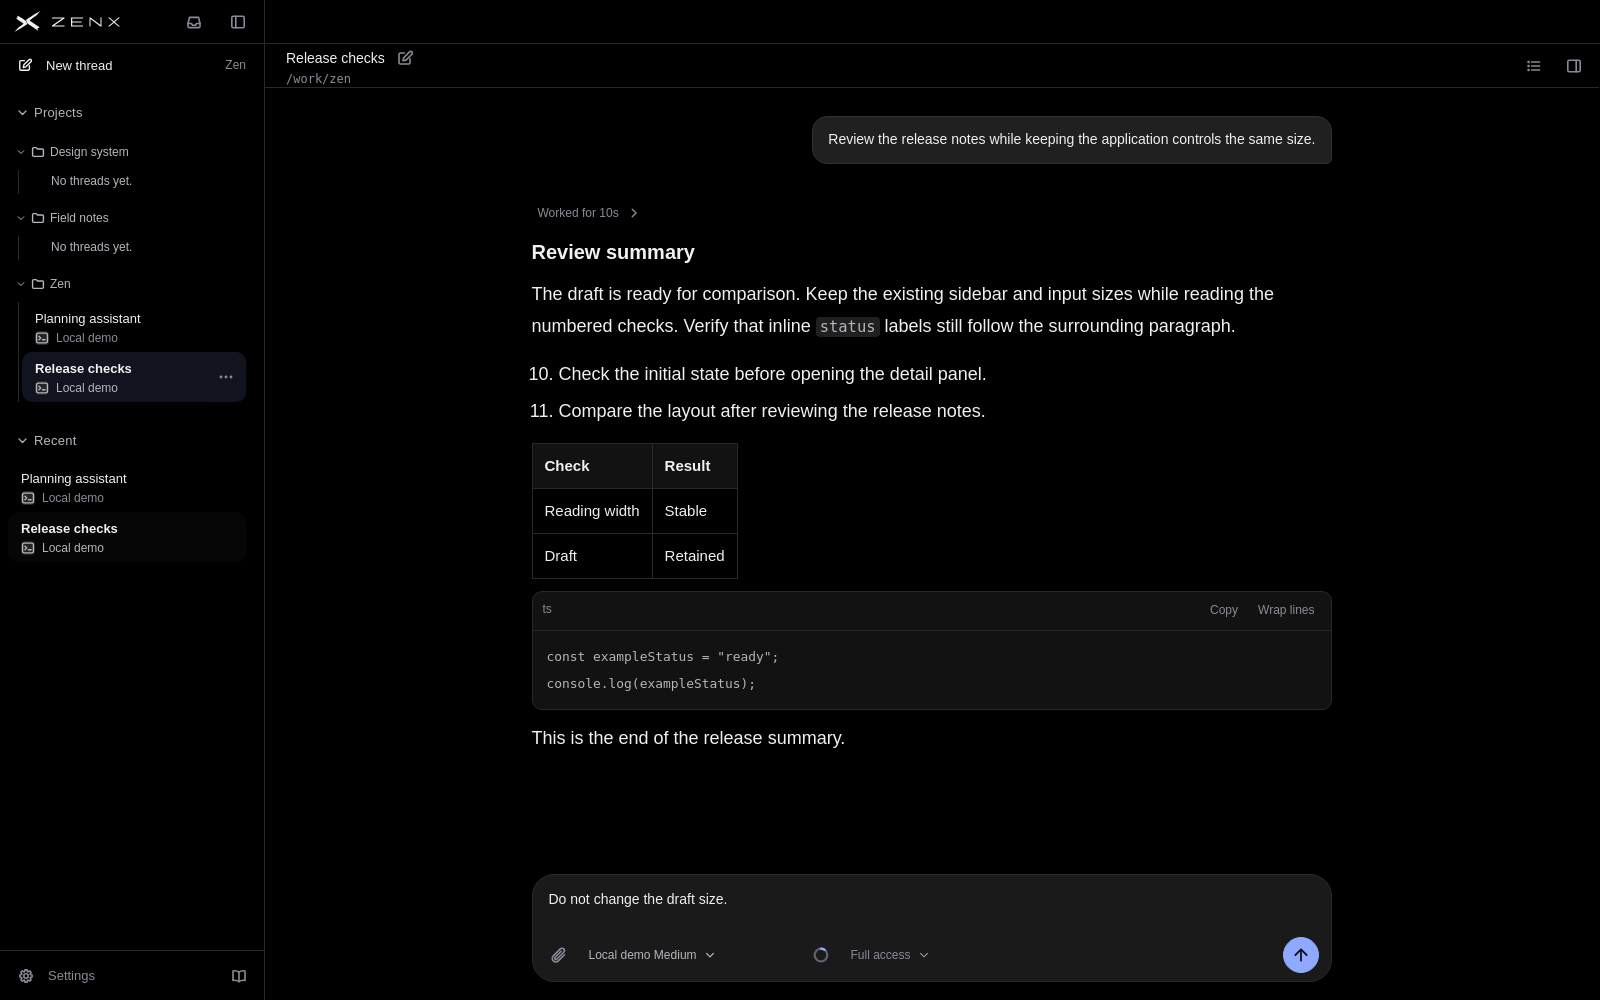 ZENX
New thread
Zen
Projects
Design system
No threads yet.
Field notes
No threads yet.
Zen
Planning assistant
Local demo
Release checks
Local demo
Recent
Planning assistant
Local demo
Release checks
Local demo
Settings
Release checks
/work/zen
Review the release notes while keeping the application controls the same size.
Worked for 10s
Review summary
The draft is ready for comparison. Keep the existing sidebar and input sizes while reading the
numbered checks. Verify that inline status labels still follow the surrounding paragraph.
10. Check the initial state before opening the detail panel.
11. Compare the layout after reviewing the release notes.
Check Result
Reading width Stable
Draft Retained
ts Copy Wrap lines
const exampleStatus = "ready";
console.log(exampleStatus);
This is the end of the release summary.
Do not change the draft size.
Local demo Medium Full access